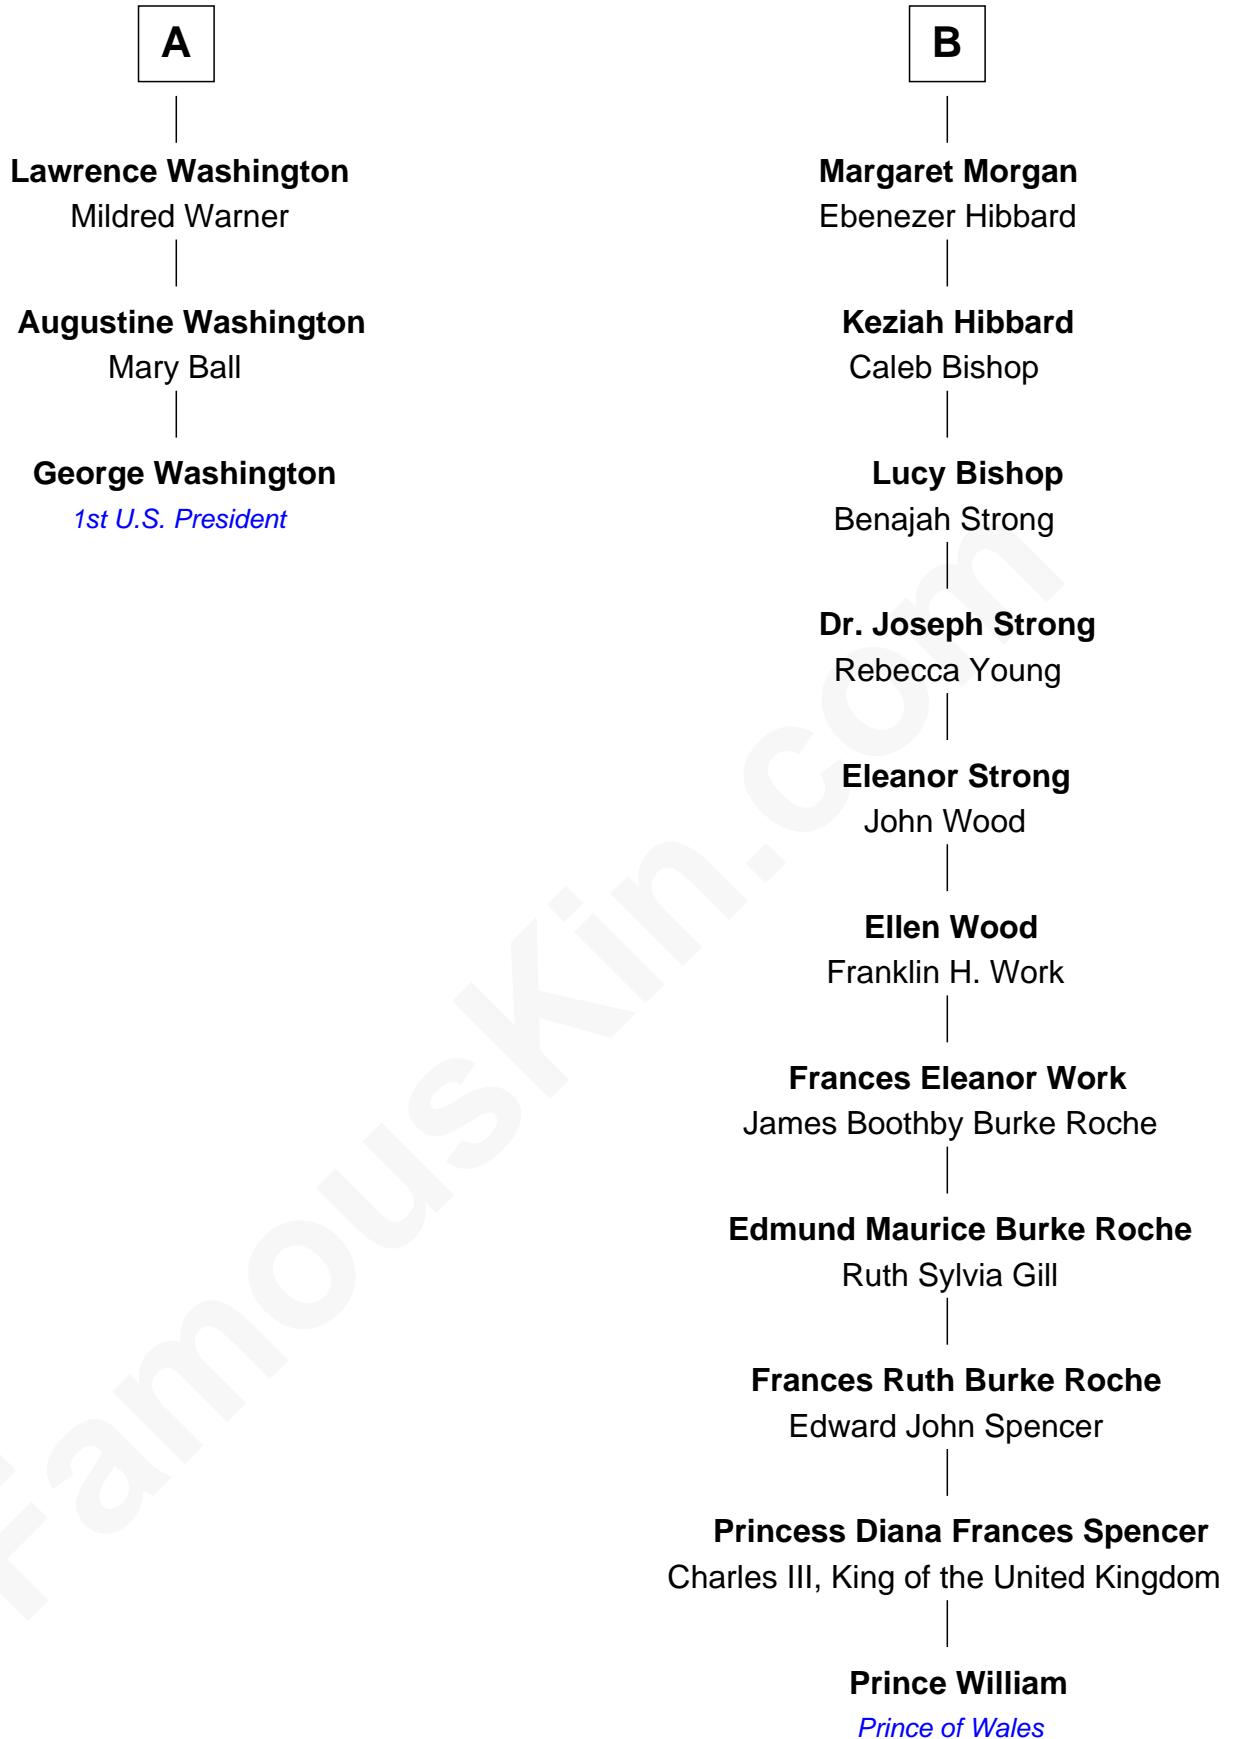 A
Lawrence Washington
Mildred Warner
Augustine Washington
Mary Ball
George Washington
1st U.S. President
B
Margaret Morgan
Ebenezer Hibbard
Keziah Hibbard
Caleb Bishop
Lucy Bishop
Benajah Strong
Dr. Joseph Strong
Rebecca Young
Eleanor Strong
John Wood
Ellen Wood
Franklin H. Work
Frances Eleanor Work
James Boothby Burke Roche
Edmund Maurice Burke Roche
Ruth Sylvia Gill
Frances Ruth Burke Roche
Edward John Spencer
Princess Diana Frances Spencer
Charles III, King of the United Kingdom
Prince William
Prince of Wales
FamousKin.com